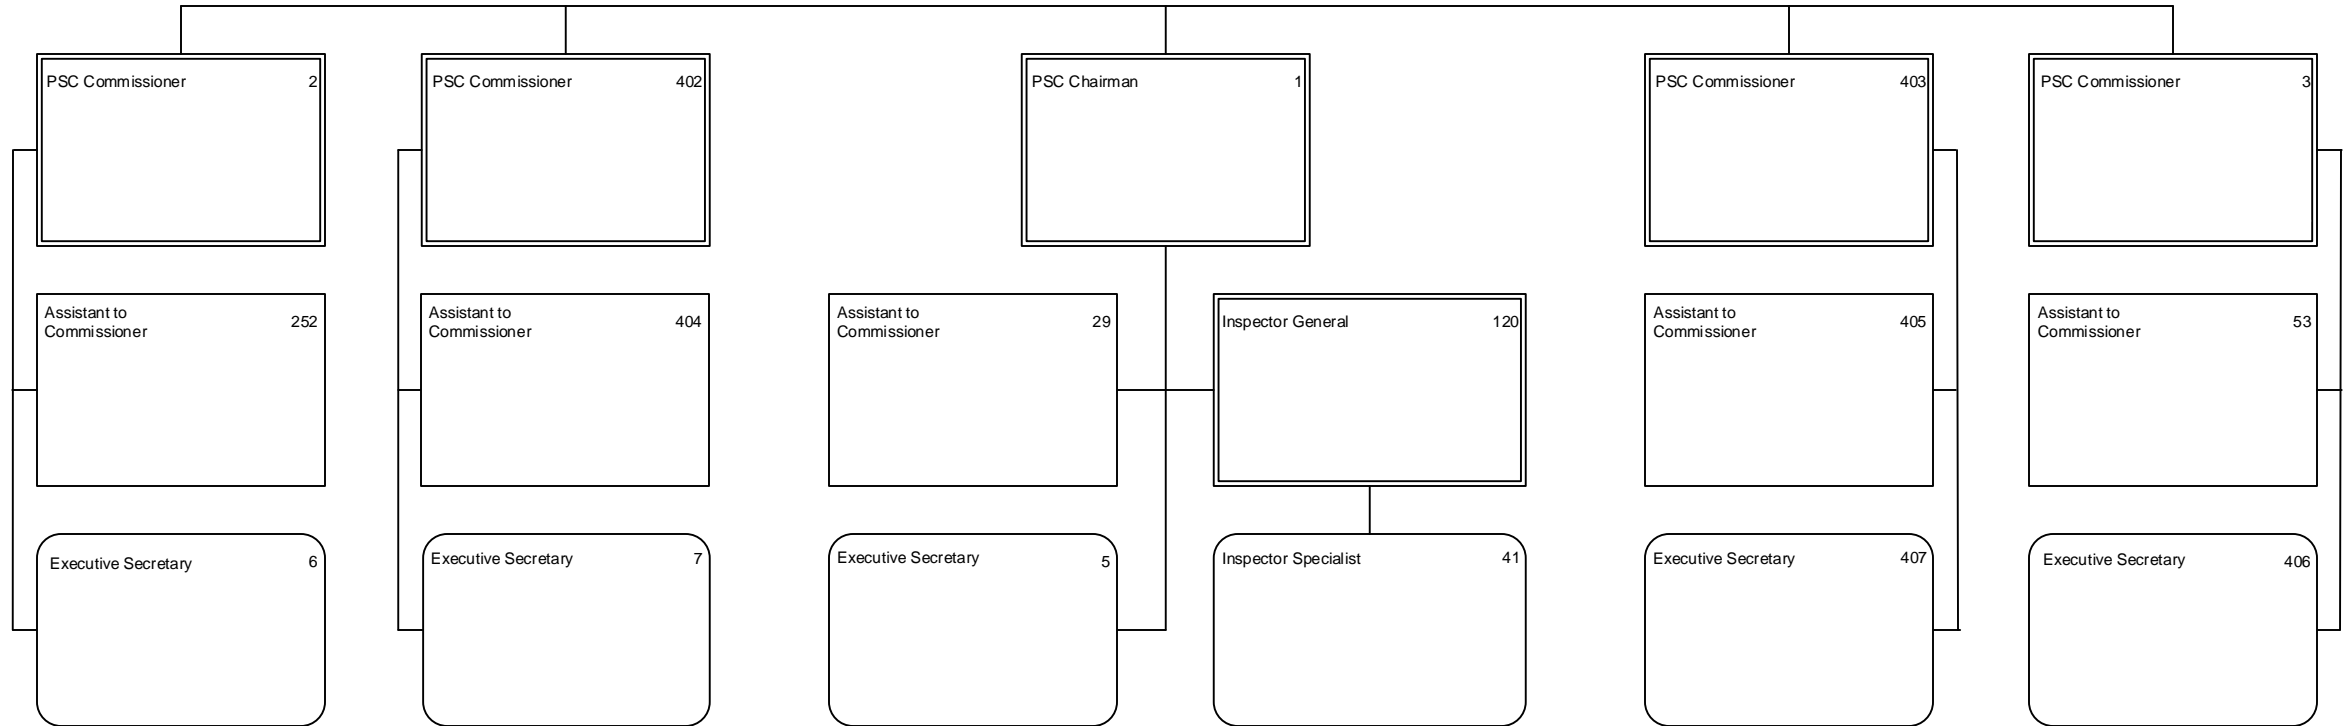 PSC Commissioner 2
PSC Commissioner 402
PSC Chairman 1
PSC Commissioner 403
PSC Commissioner 3
Assistant to
Commissioner 252
Assistant to
Commissioner 404
Assistant to
Commissioner 29
Inspector General 120
Assistant to
Commissioner 405
Assistant to
Commissioner 53
Executive Secretary 6
Executive Secretary 7
Executive Secretary 5
Inspector Specialist 41
Executive Secretary 407
Executive Secretary 406